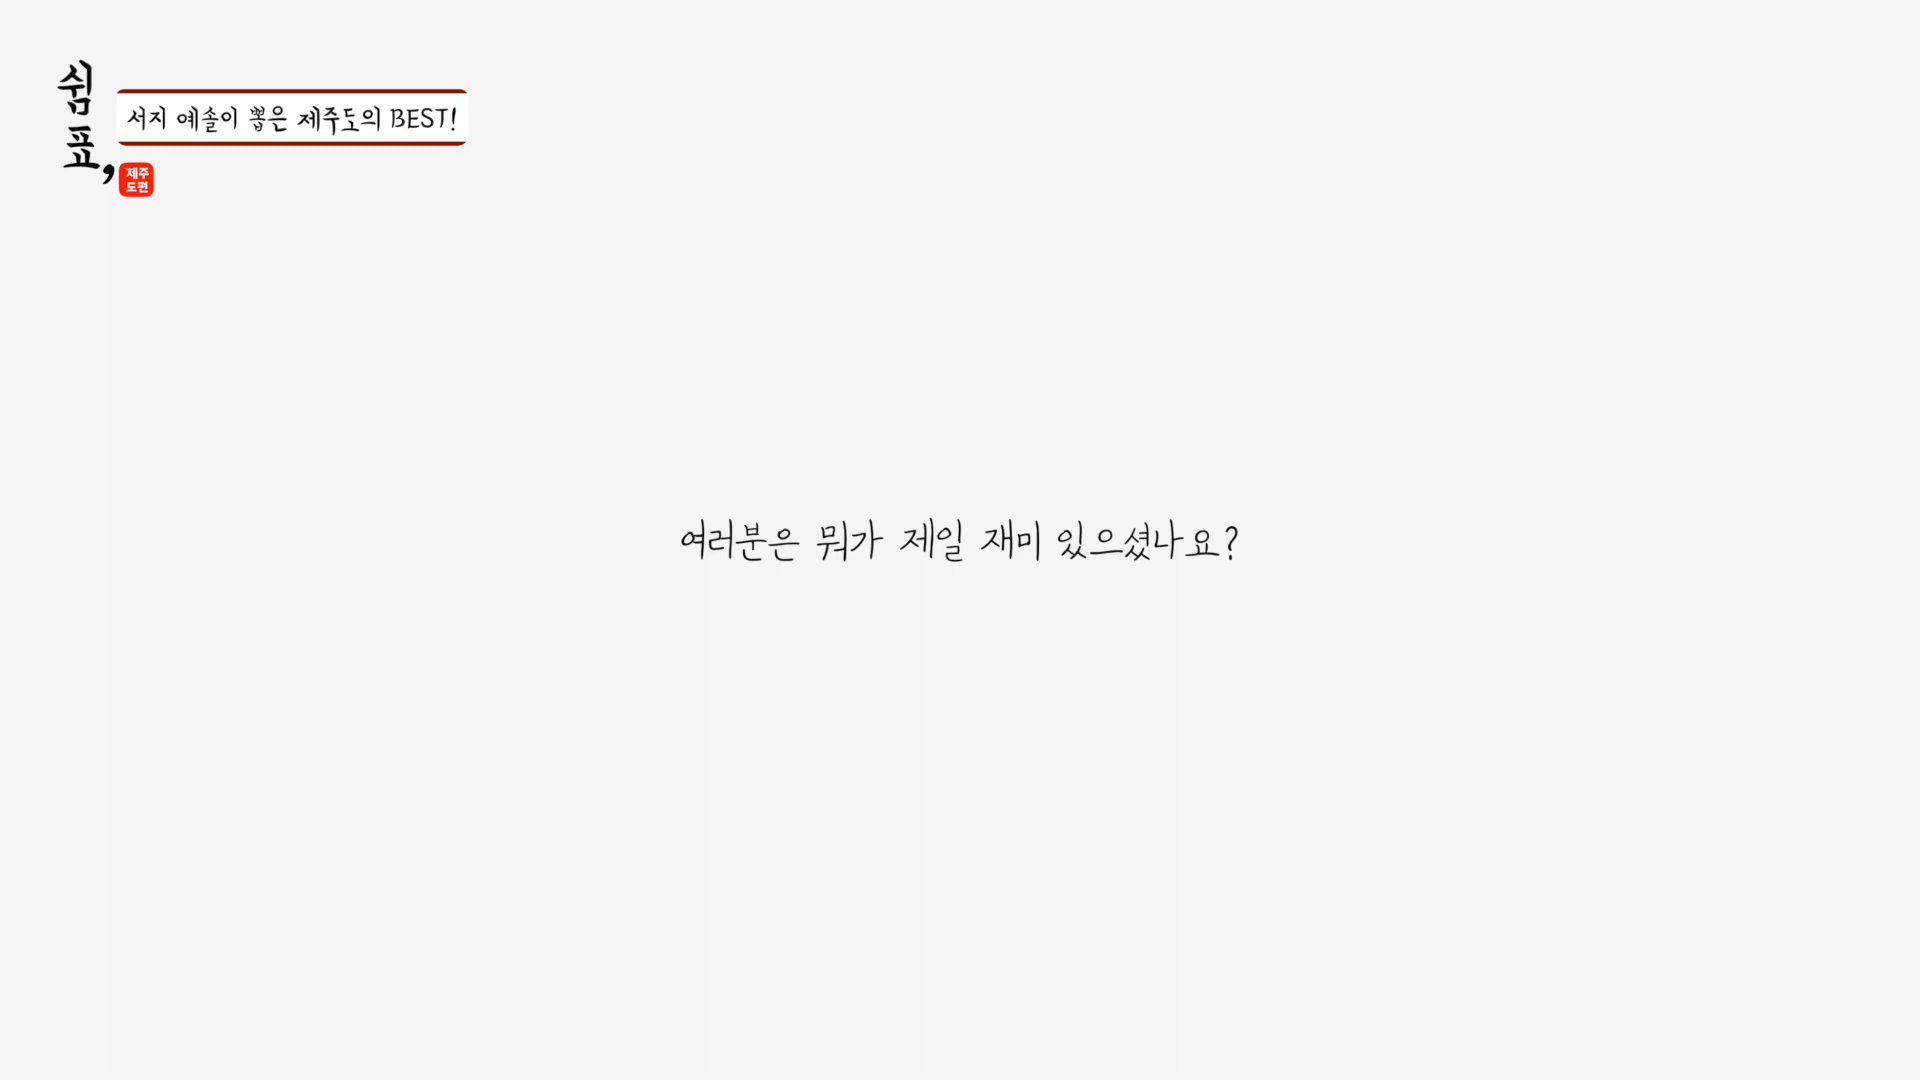 쉼표,
서지 예솔이 뽑은 제주도의 BEST!
제주
도편
여러분은 뭐가 제일 재미 있으셨나요?